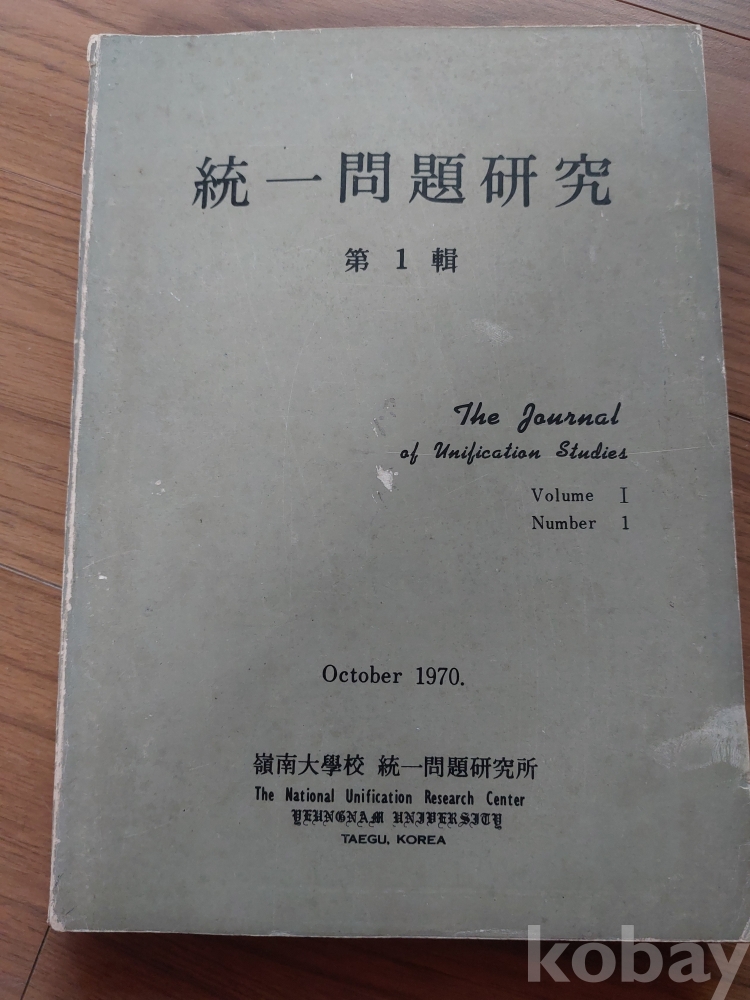 統一問題研究
第 1 輯
The Journal
of Unification Studies
Volume I
Number 1
October 1970.
嶺南大學校 統一問題研究所
The National Unification Research Center
YEUNGNAM UNIVERSITY
TAEGU, KOREA
kobay